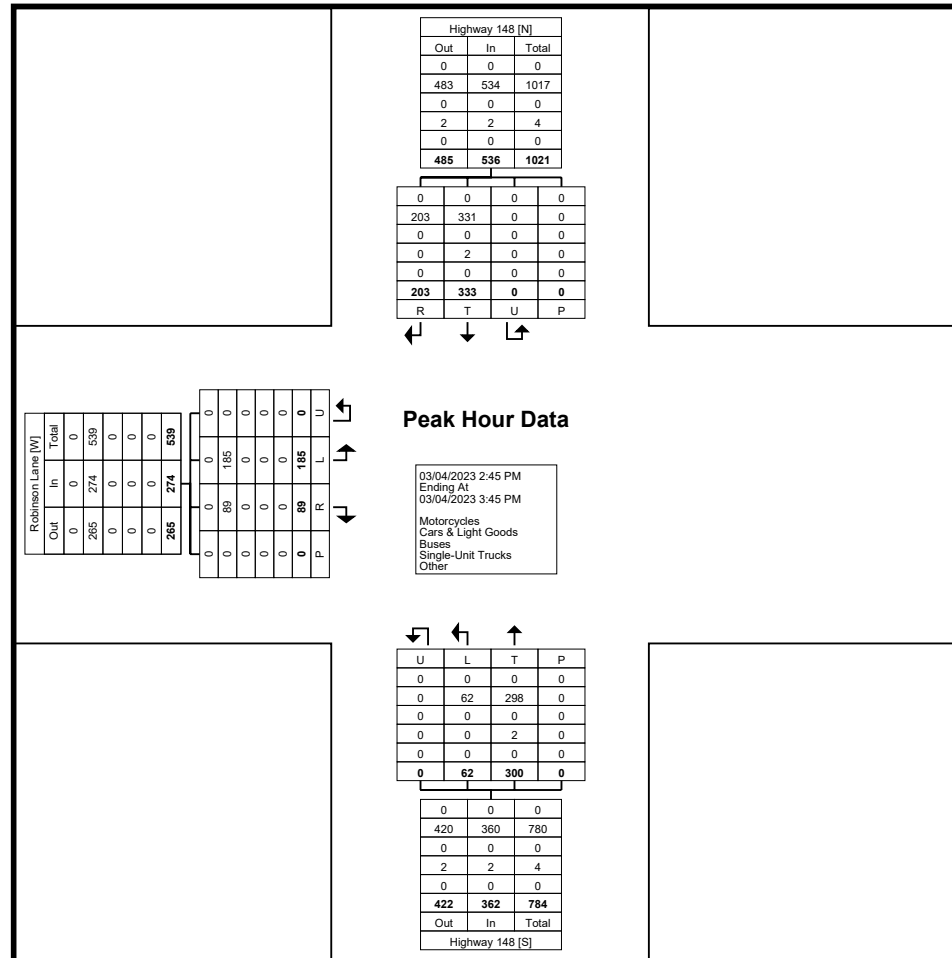 Highway 148 [N]
Out In Total
0 0 0
483 534 1017
0 0 0
2 2 4
0 0 0
485 536 1021
0 0 0 0
203 331 0 0
0 0 0 0
0 2 0 0
0 0 0 0
203 333 0 0
R T U P
Robinson Lane [W]
Out In Total
0 0 0
265 274 539
0 0 0
0 0 0
0 0 0
265 274 539
0 0 0 0
0 89 185 0
0 0 0 0
0 0 0 0
0 0 0 0
0 89 185 0
P R L U
Peak Hour Data
03/04/2023 2:45 PM
Ending At
03/04/2023 3:45 PM
Motorcycles
Cars & Light Goods
Buses
Single-Unit Trucks
Other
U L T P
0 0 0 0
0 62 298 0
0 0 0 0
0 0 2 0
0 0 0 0
0 62 300 0
0 0 0
420 360 780
0 0 0
2 2 4
0 0 0
422 362 784
Out In Total
Highway 148 [S]